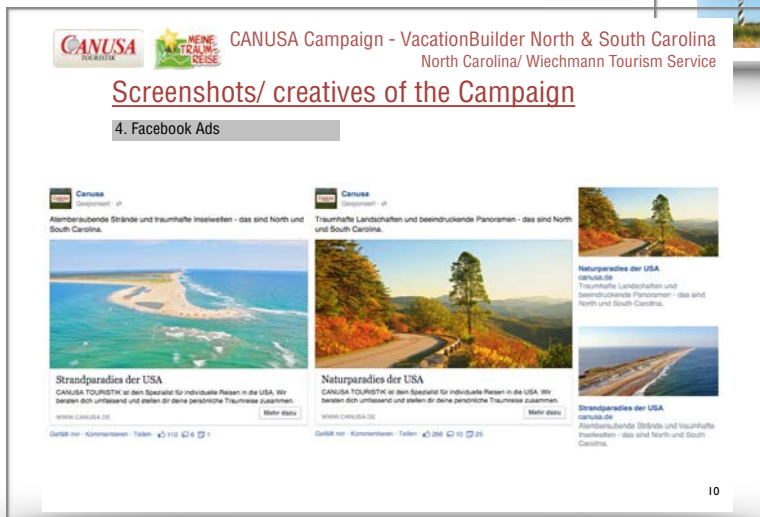 CANUSA
TOURISTIK
MEINE
TRAUM-
REISE
CANUSA Campaign - VacationBuilder North & South Carolina
North Carolina/ Wiechmann Tourism Service
Screenshots/ creatives of the Campaign
4. Facebook Ads
Canusa
Gesponsert ·
Atemberaubende Strände und traumhafte Inselwelten - das sind North und
South Carolina.
Strandparadies der USA
CANUSA TOURISTIK ist dein Spezialist für individuelle Reisen in die USA. Wir
beraten dich umfassend und stellen dir deine persönliche Traumreise zusammen.
WWW.CANUSA.DE
Mehr dazu
Gefällt mir · Kommentieren · Teilen · 110 6 1
Canusa
Gesponsert ·
Traumhafte Landschaften und beeindruckende Panoramen - das sind North
und South Carolina.
Naturparadies der USA
CANUSA TOURISTIK ist dein Spezialist für individuelle Reisen in die USA. Wir
beraten dich umfassend und stellen dir deine persönliche Traumreise zusammen.
WWW.CANUSA.DE
Mehr dazu
Gefällt mir · Kommentieren · Teilen · 266 10 25
Naturparadies der USA
canusa.de
Traumhafte Landschaften und
beeindruckende Panoramen - das sind
North und South Carolina.
Strandparadies der USA
canusa.de
Atemberaubende Strände und traumhafte
Inselwelten - das sind North und South
Carolina.
10